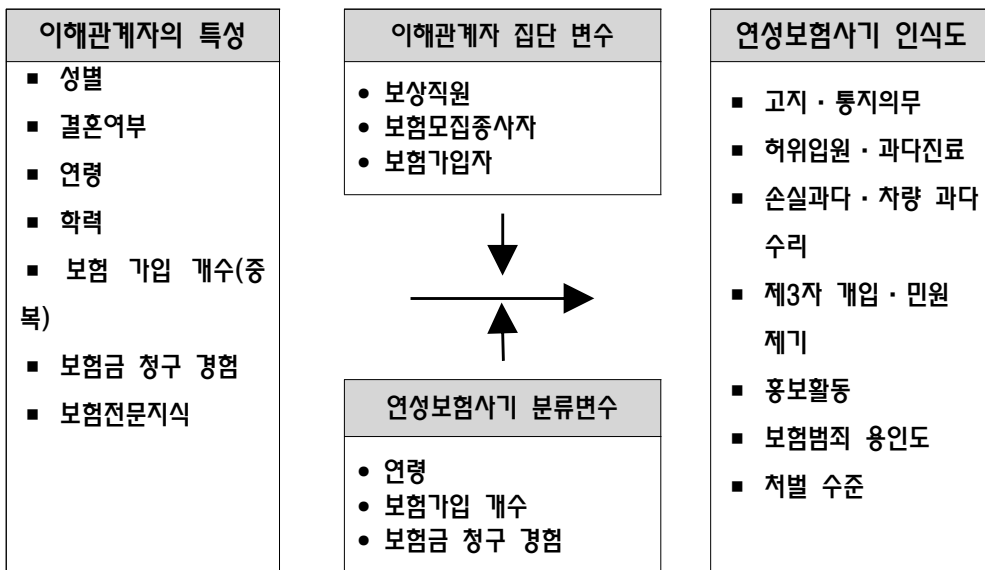 이해관계자의 특성
■ 성별
■ 결혼여부
■ 연령
■ 학력
■ 보험 가입 개수(중
복)
■ 보험금 청구 경험
■ 보험전문지식
이해관계자 집단 변수
● 보상직원
● 보험모집종사자
● 보험가입자
연성보험사기 분류변수
● 연령
● 보험가입 개수
● 보험금 청구 경험
연성보험사기 인식도
■ 고지 · 통지의무
■ 허위입원 · 과다진료
■ 손실과다 · 차량 과다
수리
■ 제3자 개입 · 민원
제기
■ 홍보활동
■ 보험범죄 용인도
■ 처벌 수준